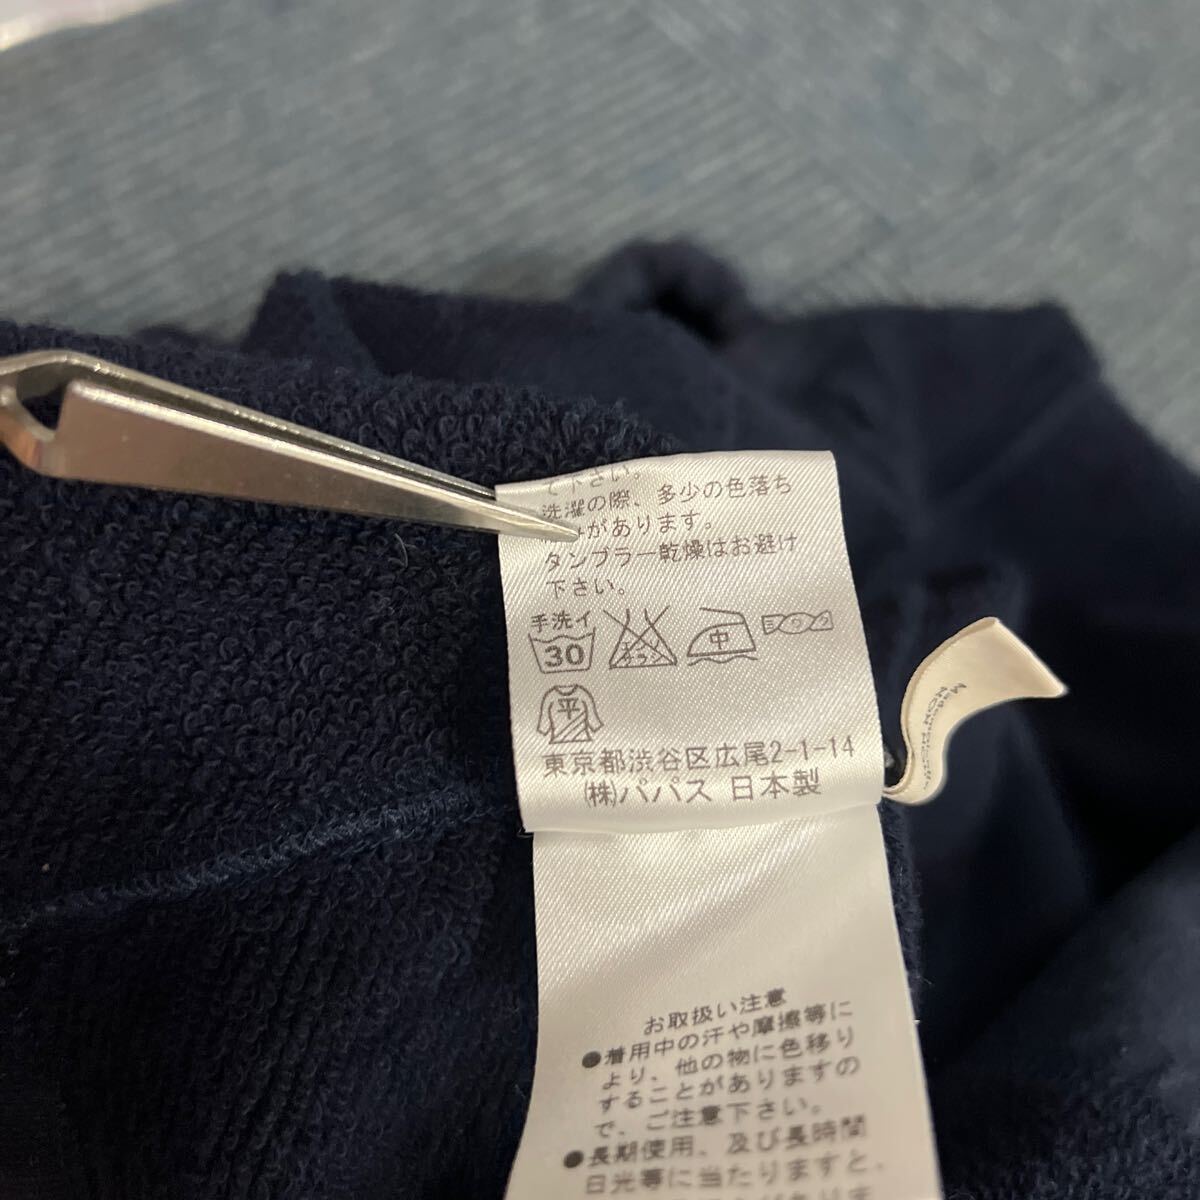 で下さい。
洗濯の際、多少の色落ち
がありますす。
タンブラー乾燥はお避け
下さい。
手洗イ
30
中
平
東京都渋谷区広尾2-1-14
(株)パパス 日本製
お取扱い注意
●着用中の汗や摩擦等に
より、他の物に色移り
することがありますの
で、ご注意下さい。
●長期使用、及び長時間
日光等に当たりますと、